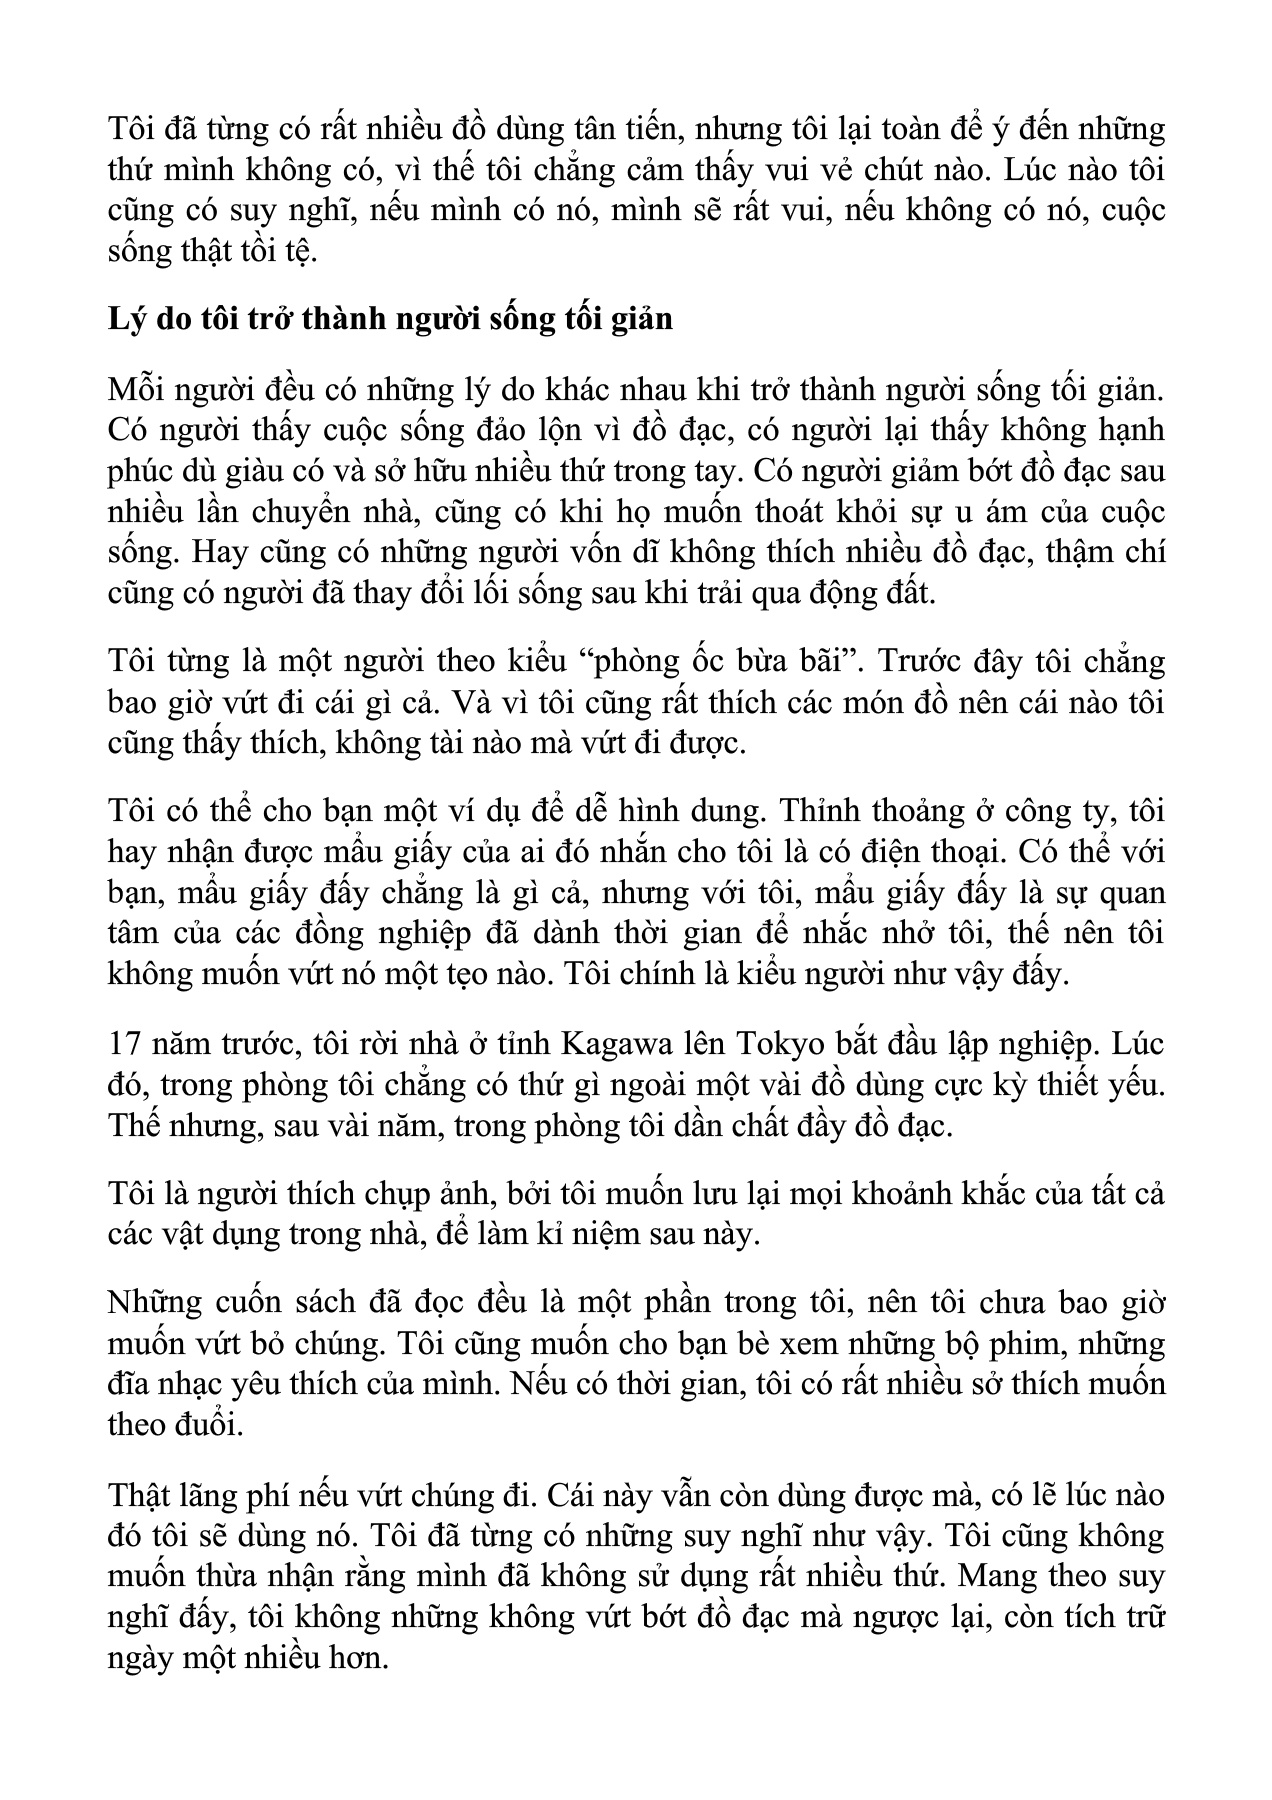 Tôi đã từng có rất nhiều đồ dùng tân tiến, nhưng tôi lại toàn để ý đến những
thứ mình không có, vì thế tôi chẳng cảm thấy vui vẻ chút nào. Lúc nào tôi
cũng có suy nghĩ, nếu mình có nó, mình sẽ rất vui, nếu không có nó, cuộc
sống thật tồi tệ.
Lý do tôi trở thành người sống tối giản
Mỗi người đều có những lý do khác nhau khi trở thành người sống tối giản.
Có người thấy cuộc sống đảo lộn vì đồ đạc, có người lại thấy không hạnh
phúc dù giàu có và sở hữu nhiều thứ trong tay. Có người giảm bớt đồ đạc sau
nhiều lần chuyển nhà, cũng có khi họ muốn thoát khỏi sự u ám của cuộc
sống. Hay cũng có những người vốn dĩ không thích nhiều đồ đạc, thậm chí
cũng có người đã thay đổi lối sống sau khi trải qua động đất.
Tôi từng là một người theo kiểu “phòng ốc bừa bãi”. Trước đây tôi chẳng
bao giờ vứt đi cái gì cả. Và vì tôi cũng rất thích các món đồ nên cái nào tôi
cũng thấy thích, không tài nào mà vứt đi được.
Tôi có thể cho bạn một ví dụ để dễ hình dung. Thỉnh thoảng ở công ty, tôi
hay nhận được mẩu giấy của ai đó nhắn cho tôi là có điện thoại. Có thể với
bạn, mẩu giấy đấy chẳng là gì cả, nhưng với tôi, mẩu giấy đấy là sự quan
tâm của các đồng nghiệp đã dành thời gian để nhắc nhở tôi, thế nên tôi
không muốn vứt nó một tẹo nào. Tôi chính là kiểu người như vậy đấy.
17 năm trước, tôi rời nhà ở tỉnh Kagawa lên Tokyo bắt đầu lập nghiệp. Lúc
đó, trong phòng tôi chẳng có thứ gì ngoài một vài đồ dùng cực kỳ thiết yếu.
Thế nhưng, sau vài năm, trong phòng tôi dần chất đầy đồ đạc.
Tôi là người thích chụp ảnh, bởi tôi muốn lưu lại mọi khoảnh khắc của tất cả
các vật dụng trong nhà, để làm kỉ niệm sau này.
Những cuốn sách đã đọc đều là một phần trong tôi, nên tôi chưa bao giờ
muốn vứt bỏ chúng. Tôi cũng muốn cho bạn bè xem những bộ phim, những
đĩa nhạc yêu thích của mình. Nếu có thời gian, tôi có rất nhiều sở thích muốn
theo đuổi.
Thật lãng phí nếu vứt chúng đi. Cái này vẫn còn dùng được mà, có lẽ lúc nào
đó tôi sẽ dùng nó. Tôi đã từng có những suy nghĩ như vậy. Tôi cũng không
muốn thừa nhận rằng mình đã không sử dụng rất nhiều thứ. Mang theo suy
nghĩ đấy, tôi không những không vứt bớt đồ đạc mà ngược lại, còn tích trữ
ngày một nhiều hơn.